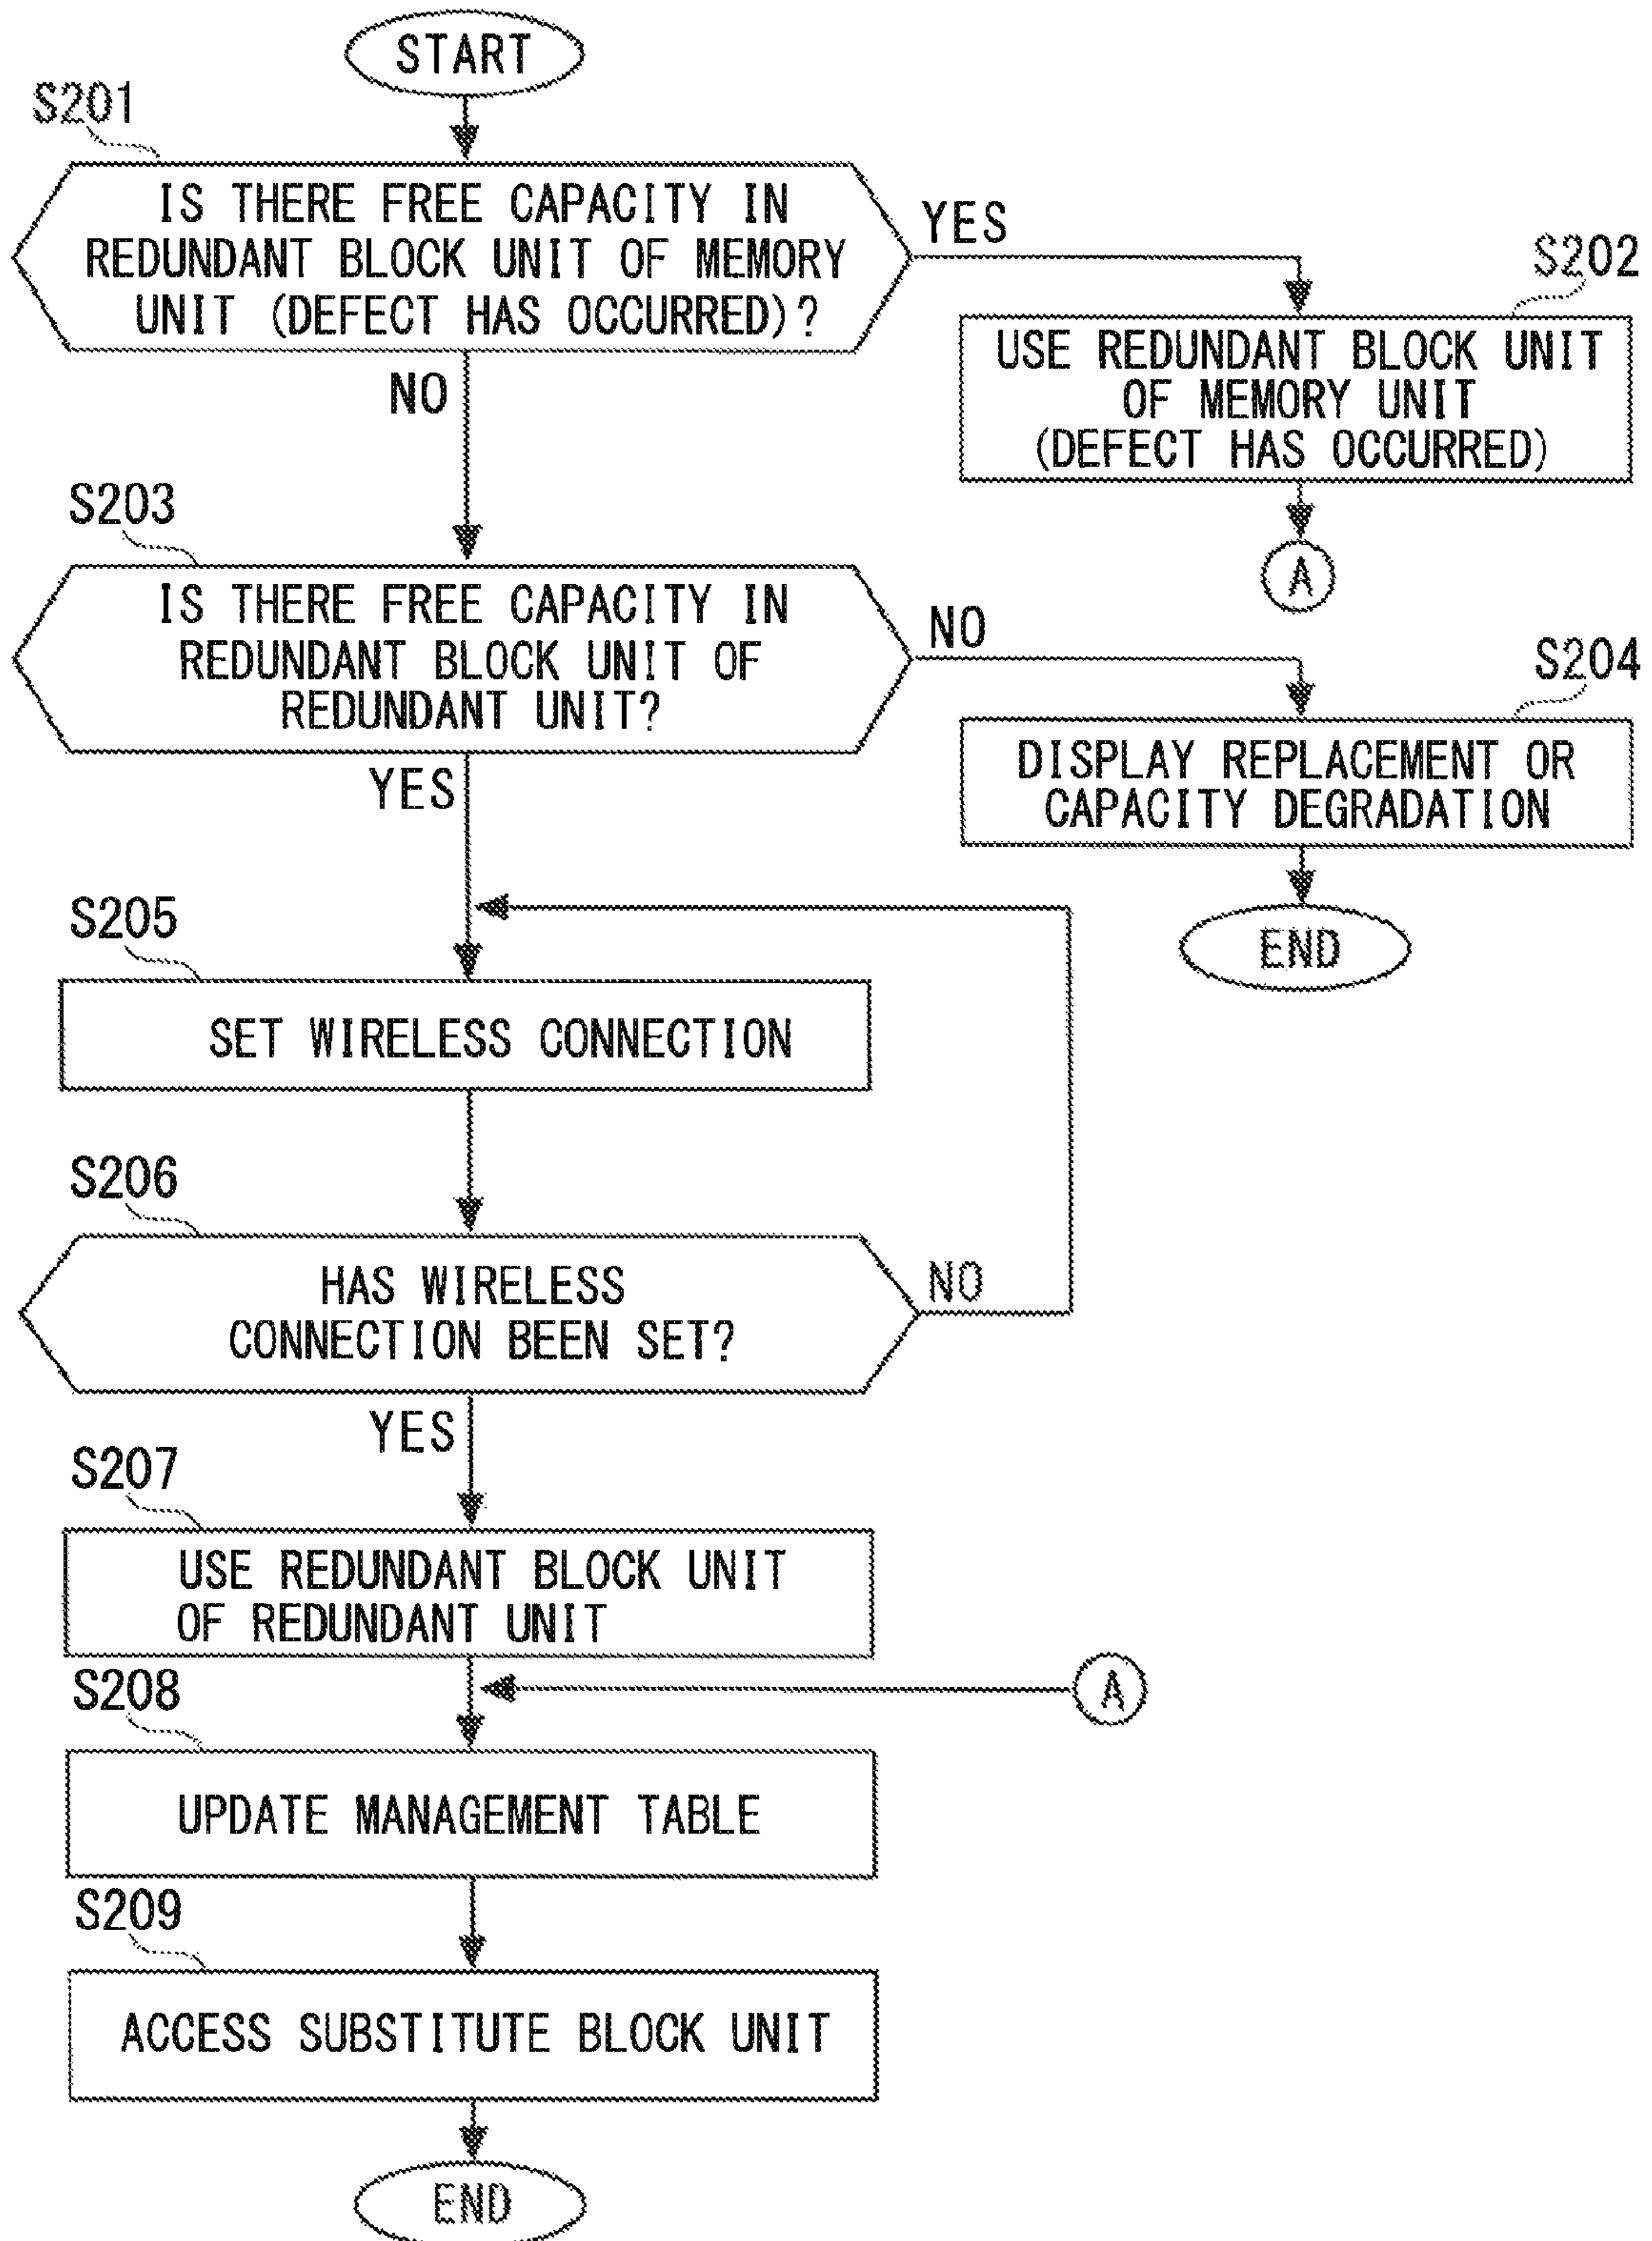 START
S201
IS THERE FREE CAPACITY IN
REDUNDANT BLOCK UNIT OF MEMORY
UNIT (DEFECT HAS OCCURRED)?
YES
S202
USE REDUNDANT BLOCK UNIT
OF MEMORY UNIT
(DEFECT HAS OCCURRED)
A
NO
S203
IS THERE FREE CAPACITY IN
REDUNDANT BLOCK UNIT OF
REDUNDANT UNIT?
NO
S204
DISPLAY REPLACEMENT OR
CAPACITY DEGRADATION
END
YES
S205
SET WIRELESS CONNECTION
S206
HAS WIRELESS
CONNECTION BEEN SET?
NO
YES
S207
USE REDUNDANT BLOCK UNIT
OF REDUNDANT UNIT
A
S208
UPDATE MANAGEMENT TABLE
S209
ACCESS SUBSTITUTE BLOCK UNIT
END